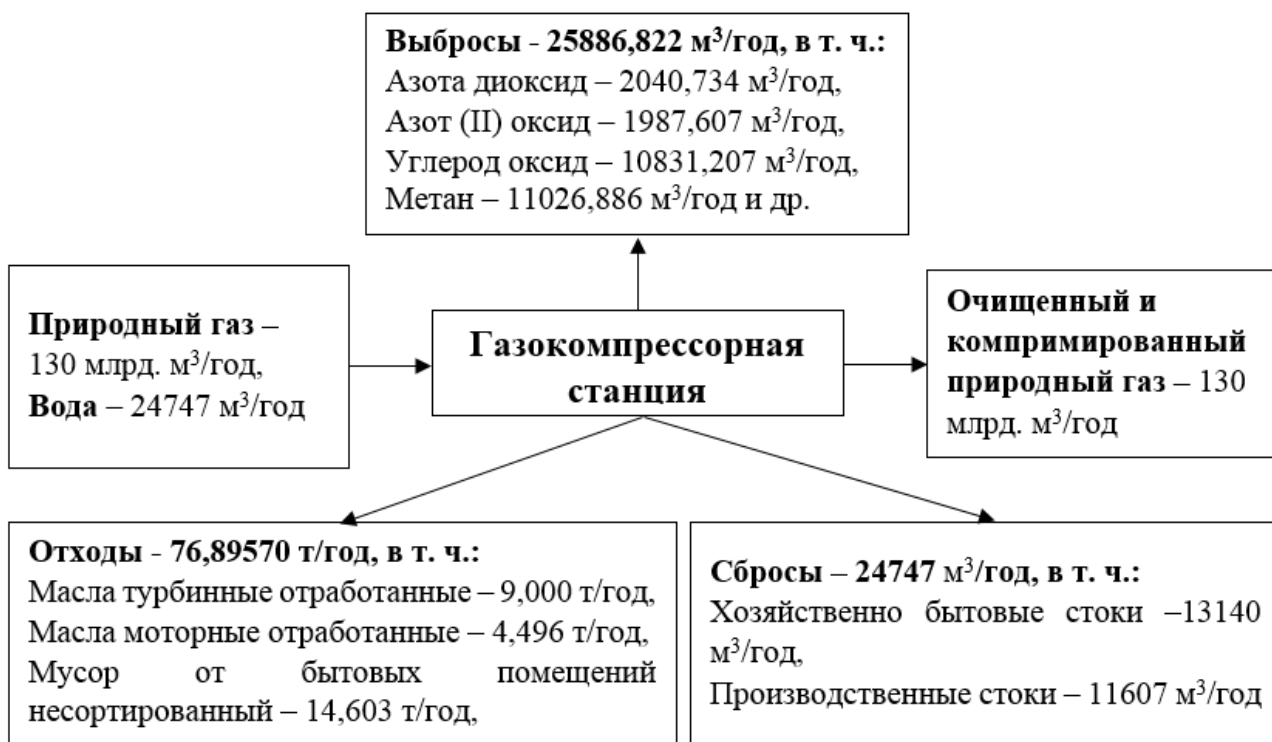 Выбросы - 25886,822 м³/год, в т. ч.:
Азота диоксид – 2040,734 м³/год,
Азот (II) оксид – 1987,607 м³/год,
Углерод оксид – 10831,207 м³/год,
Метан – 11026,886 м³/год и др.
Природный газ –
130 млрд. м³/год,
Вода – 24747 м³/год
Газокомпрессорная
станция
Очищенный и
компримированный
природный газ – 130
млрд. м³/год
Отходы - 76,89570 т/год, в т. ч.:
Масла турбинные отработанные – 9,000 т/год,
Масла моторные отработанные – 4,496 т/год,
Мусор от бытовых помещений
несортированный – 14,603 т/год,
Сбросы – 24747 м³/год, в т. ч.:
Хозяйственно бытовые стоки –13140
м³/год,
Производственные стоки – 11607 м³/год